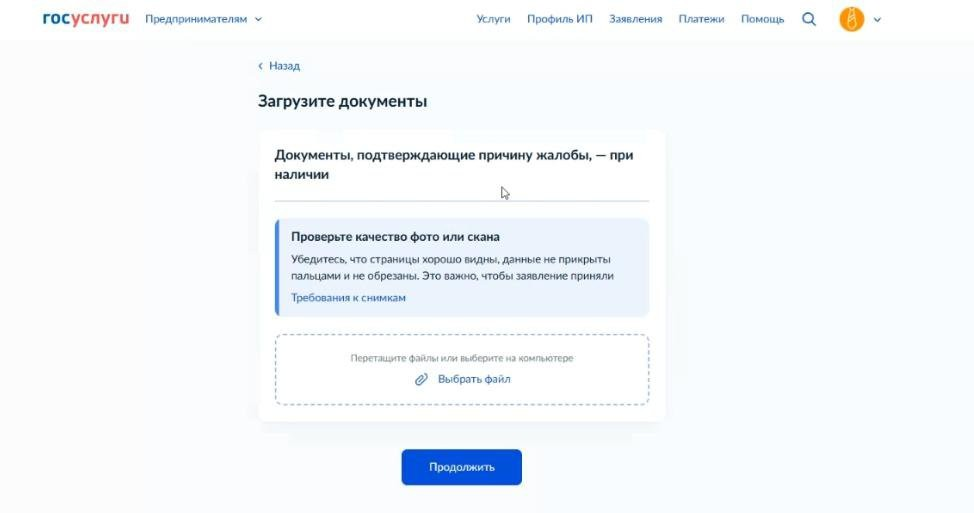 госуслуги Предпринимателям Услуги Профиль ИП Заявления Платежи Помощь
Назад
Загрузите документы
Документы, подтверждающие причину жалобы, — при
наличии
Проверьте качество фото или скана
Убедитесь, что страницы хорошо видны, данные не прикрыты
пальцами и не обрезаны. Это важно, чтобы заявление приняли
Требования к снимкам
Перетащите файлы или выберите на компьютере
Выбрать файл
Продолжить